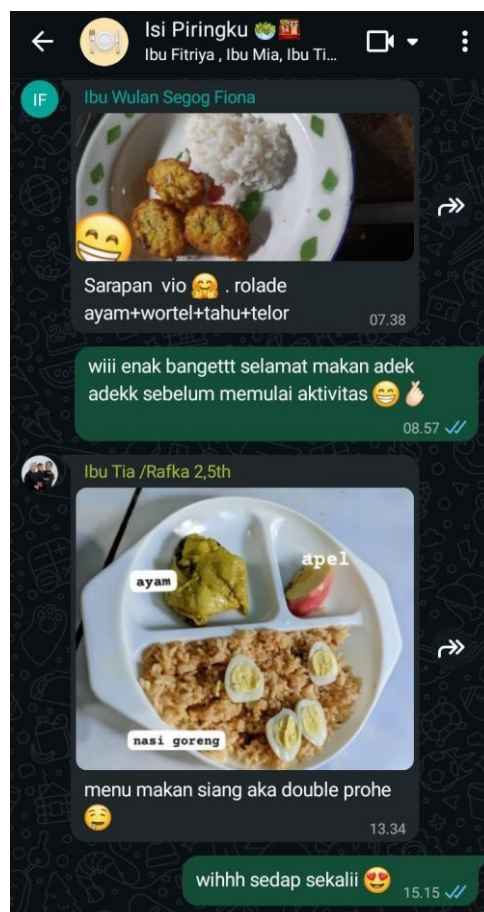 Isi Piringku 🥗🍱
Ibu Fitriya , Ibu Mia, Ibu Ti...
IF
Ibu Wulan Segog Fiona
Sarapan vio 🤗 . rolade
ayam+wortel+tahu+telor
07.38
wiii enak bangettt selamat makan adek
adekk sebelum memulai aktivitas 😁🫰🏻
08.57
Ibu Tia /Rafka 2,5th
apel
ayam
nasi goreng
menu makan siang aka double prohe
🤤
13.34
wihhh sedap sekalii 😍
15.15